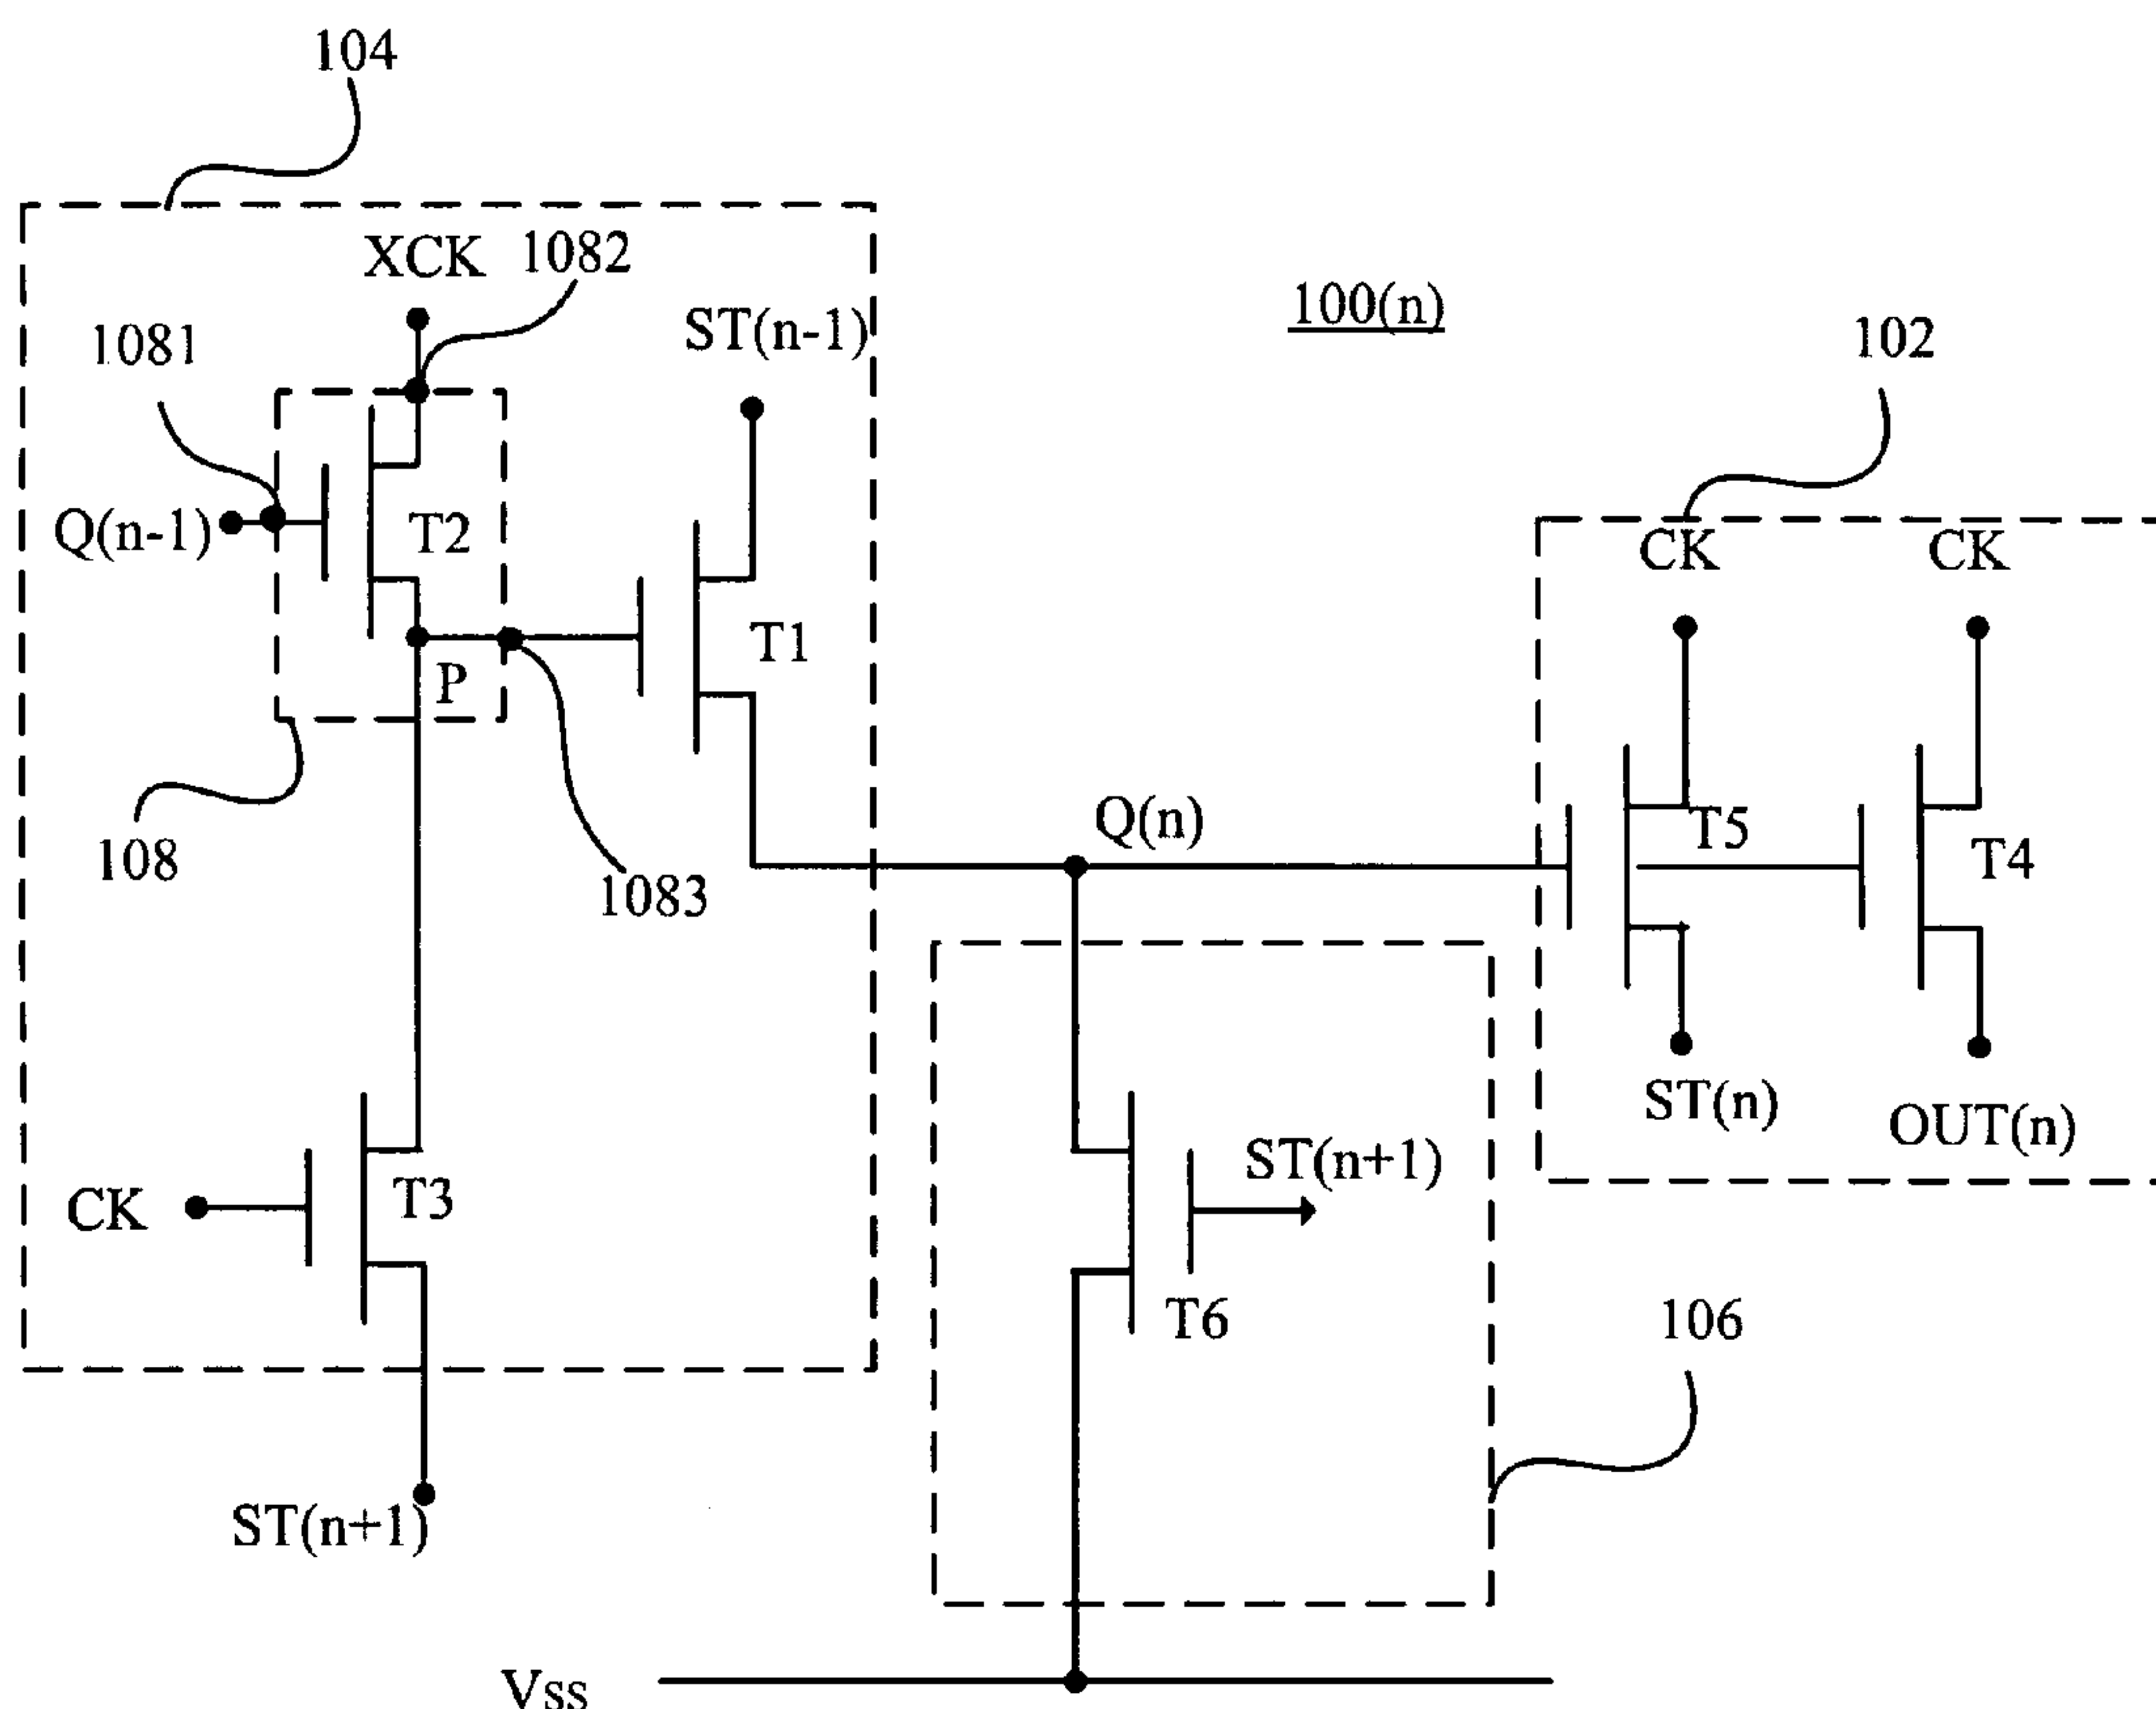 104
XCK
1082
1081
ST(n-1)
100(n)
102
Q(n-1)
T2
CK
CK
T1
P
Q(n)
T5
T4
108
1083
ST(n)
OUT(n)
ST(n+1)
CK
T3
T6
106
ST(n+1)
Vss